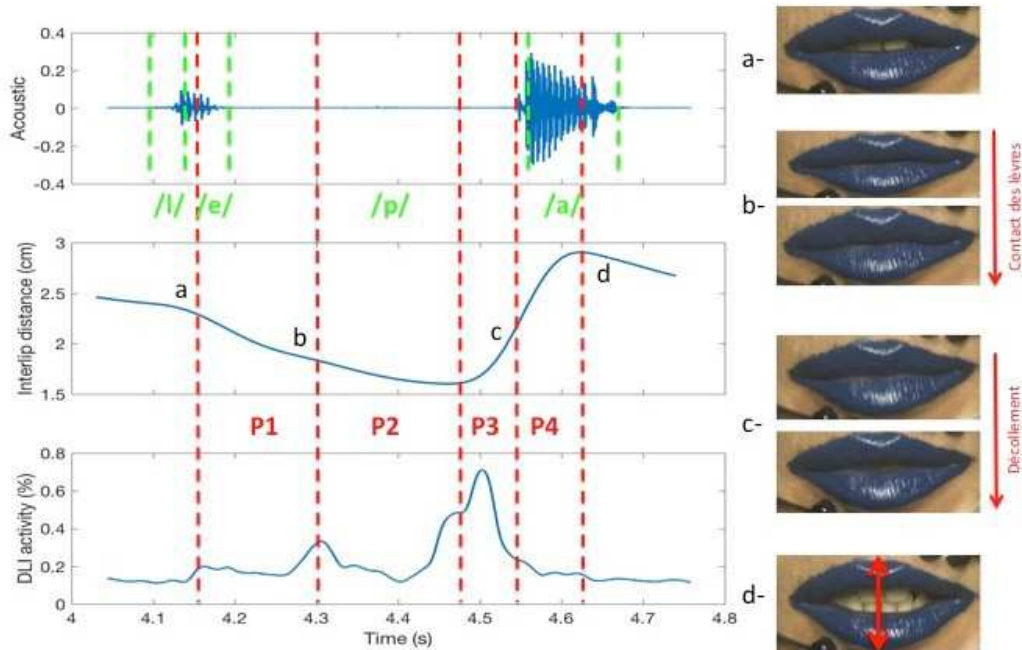 0.4
0.2
0
-0.2
-0.4
Acoustic
/l/ /e/ /p/ /a/
3
2.5
2
1.5
Interlip distance (cm)
a
b
c
d
P1 P2 P3 P4
0.8
0.6
0.4
0.2
0
DLI activity (%)
4 4.1 4.2 4.3 4.4 4.5 4.6 4.7 4.8
Time (s)
a-
b-
Contact des lèvres
c-
Décollement
d-